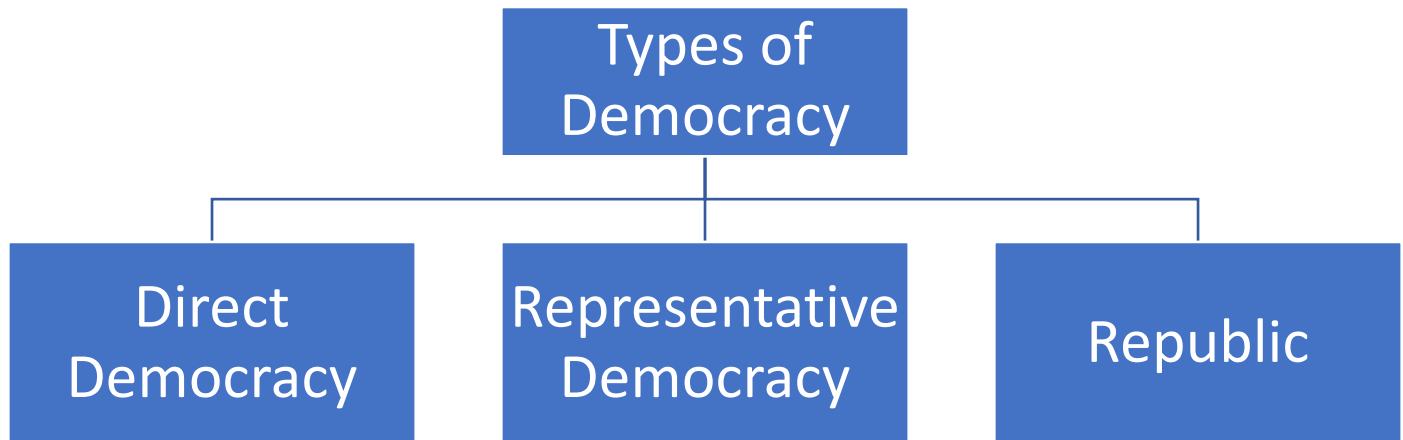 Types of
Democracy
Direct
Democracy
Representative
Democracy
Republic